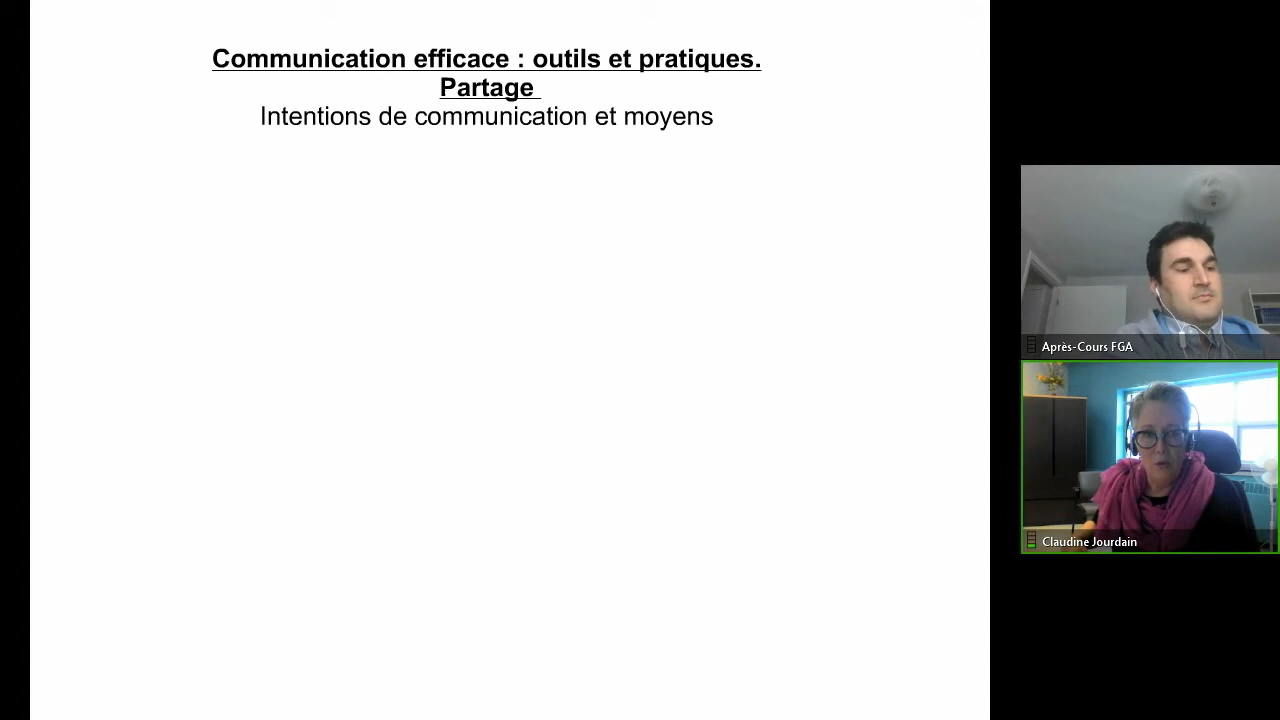 Communication efficace : outils et pratiques.
Partage
Intentions de communication et moyens
Après-Cours FGA
Claudine Jourdain